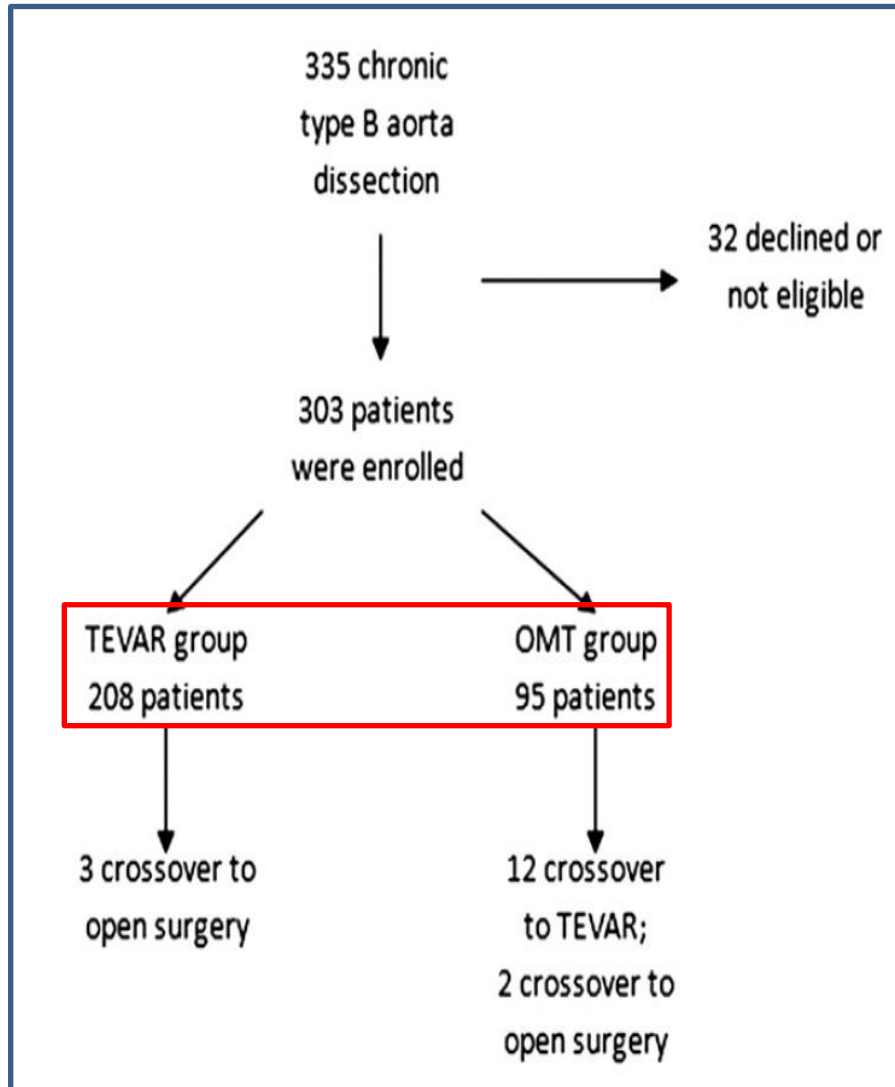 335 chronic
type B aorta
dissection
32 declined or
not eligible
303 patients
were enrolled
TEVAR group
208 patients
OMT group
95 patients
3 crossover to
open surgery
12 crossover
to TEVAR;
2 crossover to
open surgery